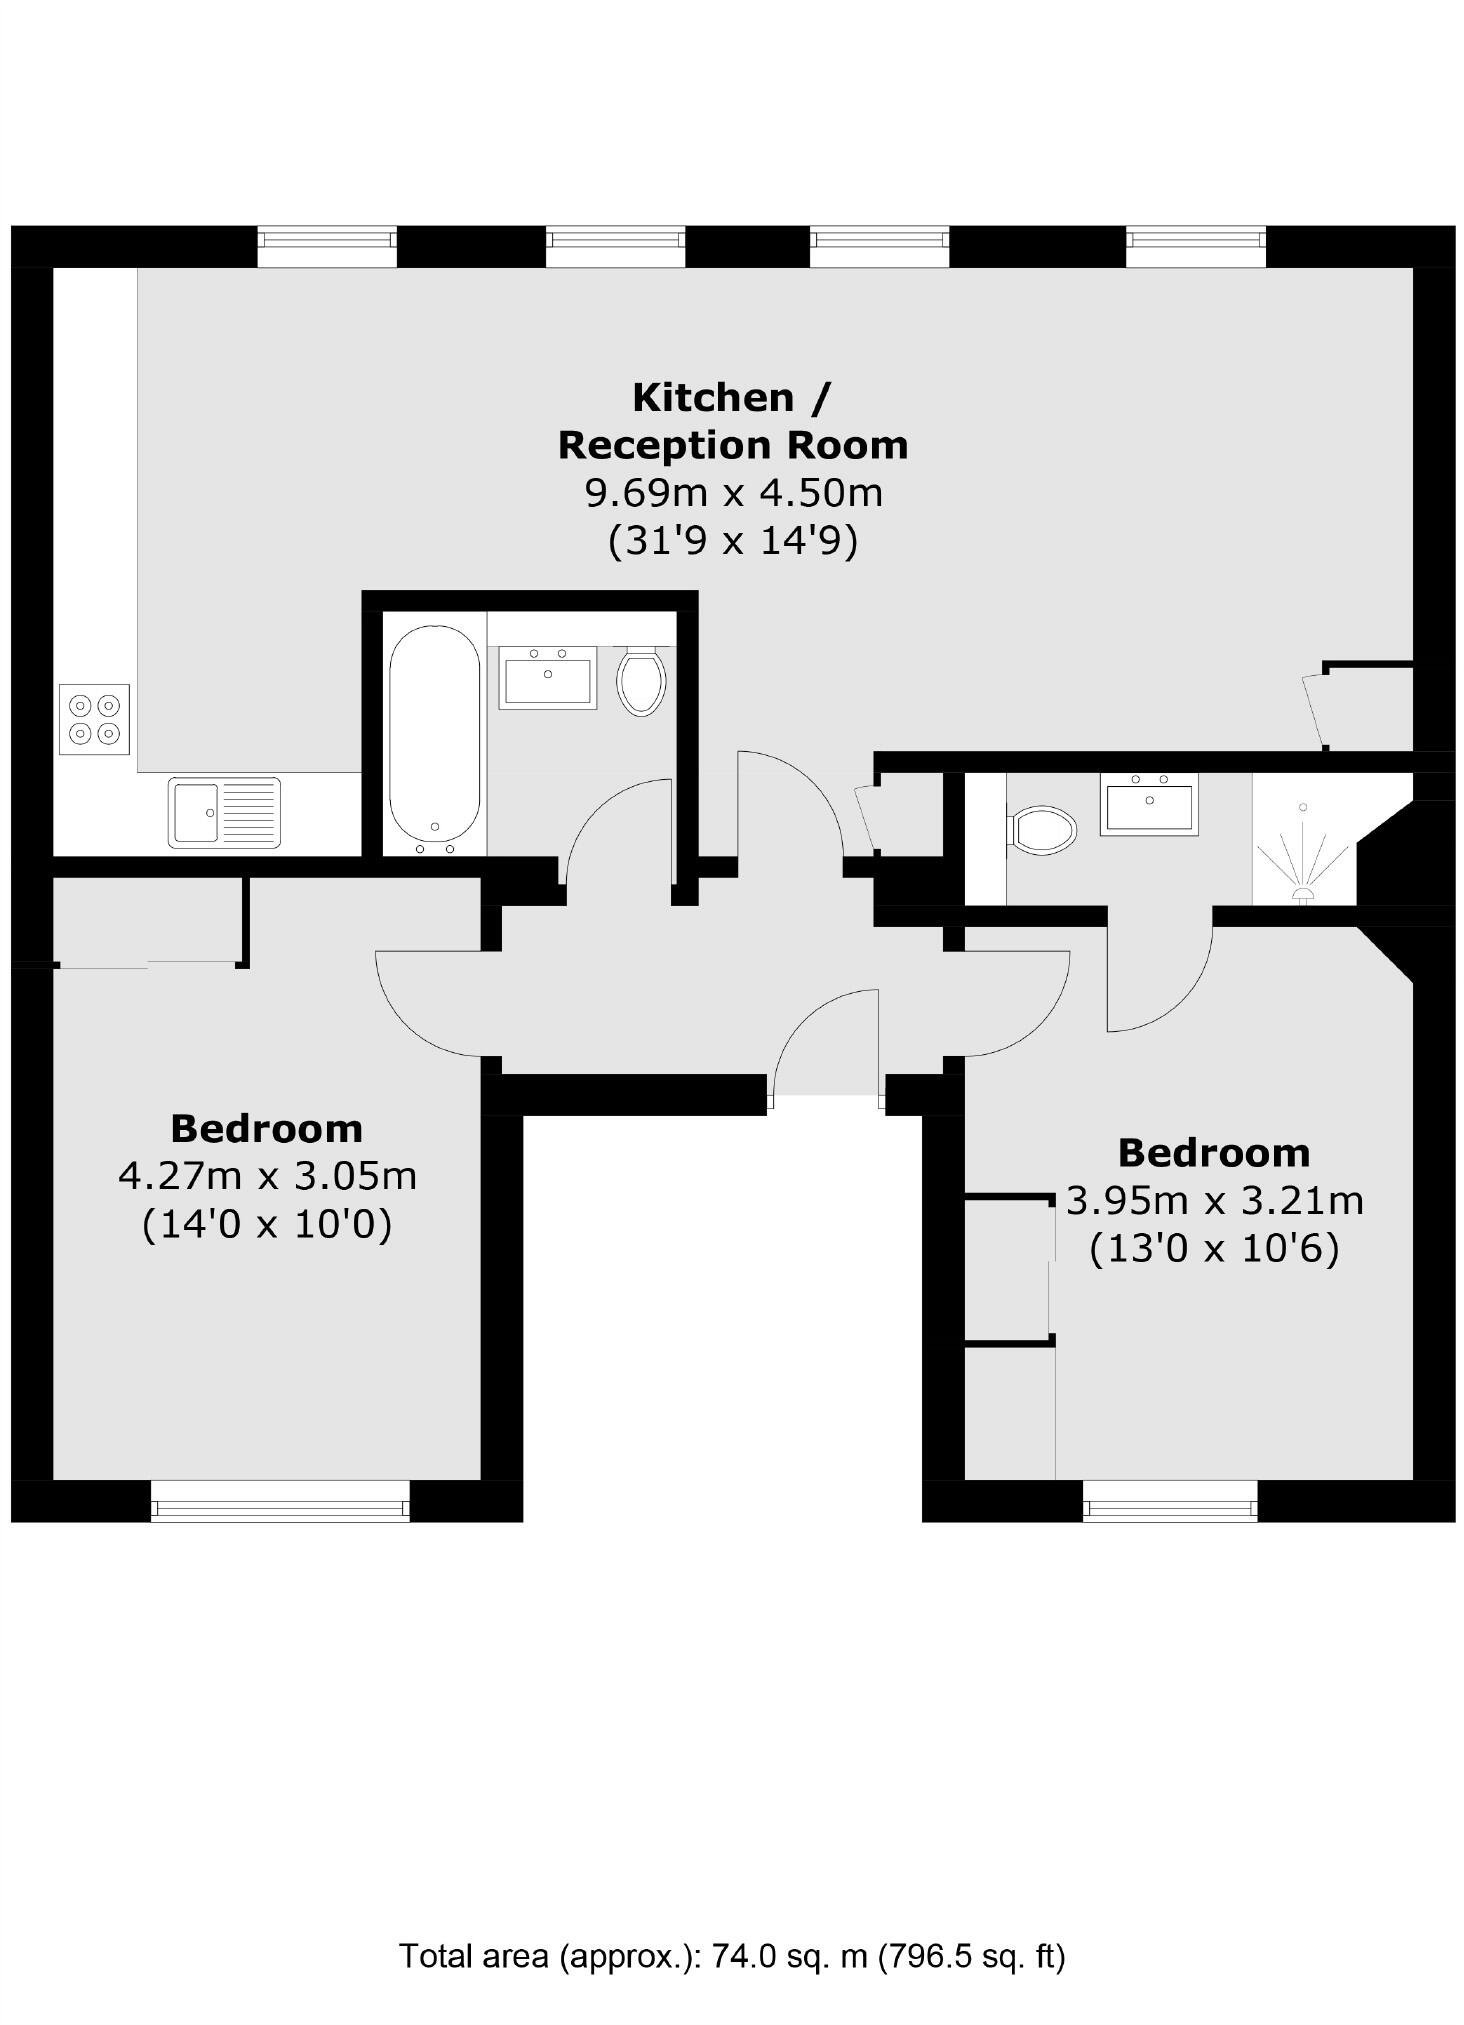 Kitchen /
Reception Room
9.69m x 4.50m
(31'9 x 14'9)
Bedroom
4.27m x 3.05m
(14'0 x 10'0)
Bedroom
3.95m x 3.21m
(13'0 x 10'6)
Total area (approx.): 74.0 sq. m (796.5 sq. ft)